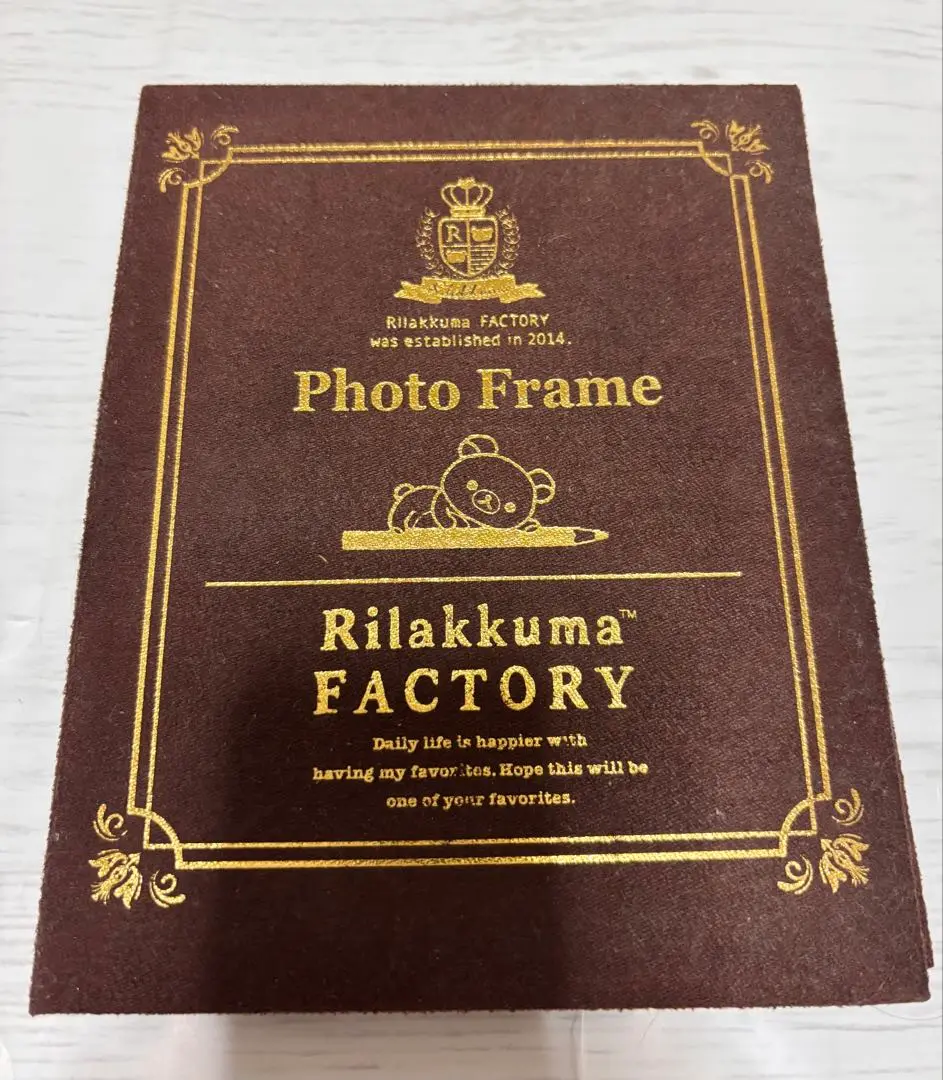 R
Rilakkuma FACTORY
was established in 2014.
Photo Frame
Rilakkuma™
FACTORY
Daily life is happier with
having my favorites. Hope this will be
one of your favorites.